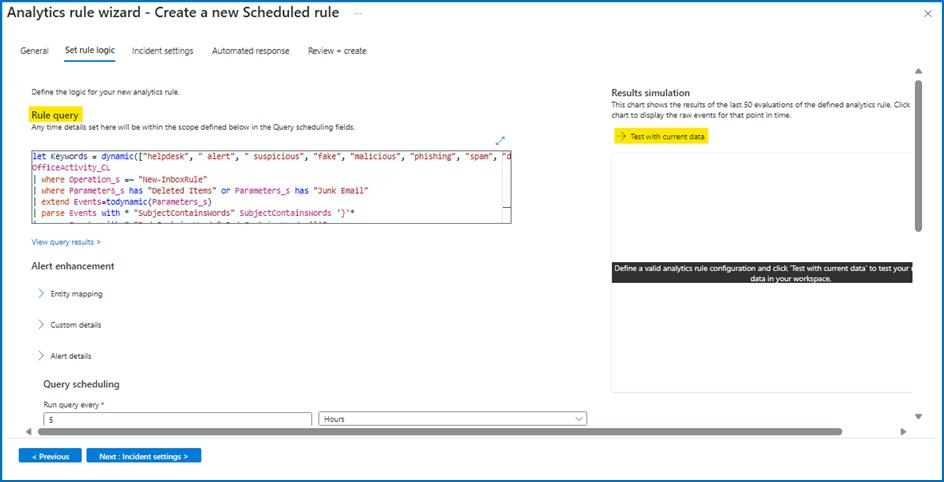 Analytics rule wizard - Create a new Scheduled rule ...
General Set rule logic Incident settings Automated response Review + create
Define the logic for your new analytics rule.
Rule query
Any time details set here will be within the scope defined below in the Query scheduling fields.
let Keywords = dynamic(["helpdesk", " alert", " suspicious", "fake", "malicious", "phishing", "spam", "d
OfficeActivity_CL
| where Operation_s =~ "New-InboxRule"
| where Parameters_s has "Deleted Items" or Parameters_s has "Junk Email"
| extend Events=todynamic(Parameters_s)
| parse Events with * "SubjectContainsWords" SubjectContainsWords '}'*
View query results >
Alert enhancement
Entity mapping
Custom details
Alert details
Query scheduling
Run query every *
5 Hours
Results simulation
This chart shows the results of the last 50 evaluations of the defined analytics rule. Click
chart to display the raw events for that point in time.
Test with current data
Define a valid analytics rule configuration and click 'Test with current data' to test your
data in your workspace.
< Previous Next : Incident settings >